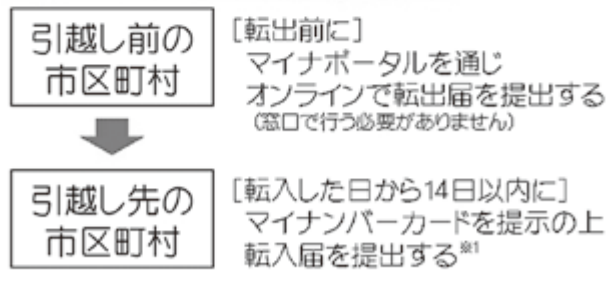 引越し前の
市区町村
[転出前に]
マイナポータルを通じ
オンラインで転出届を提出する
(窓口で行う必要がありません)
引越し先の
市区町村
[転入した日から14日以内に]
マイナンバーカードを提示の上
転入届を提出する※1